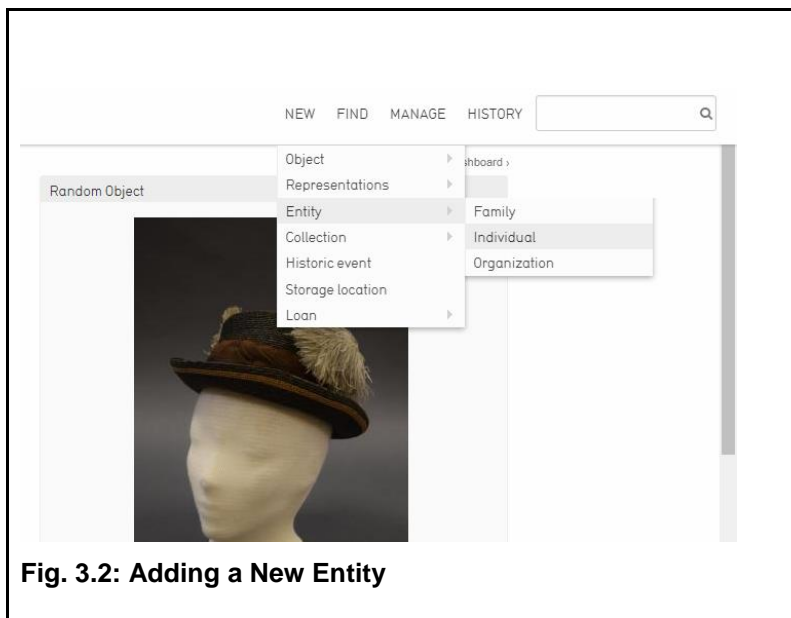 NEW FIND MANAGE HISTORY
Object
shboard ›
Random Object
Representations
Entity
Family
Collection
Individual
Historic event
Organization
Storage location
Loan
Fig. 3.2: Adding a New Entity